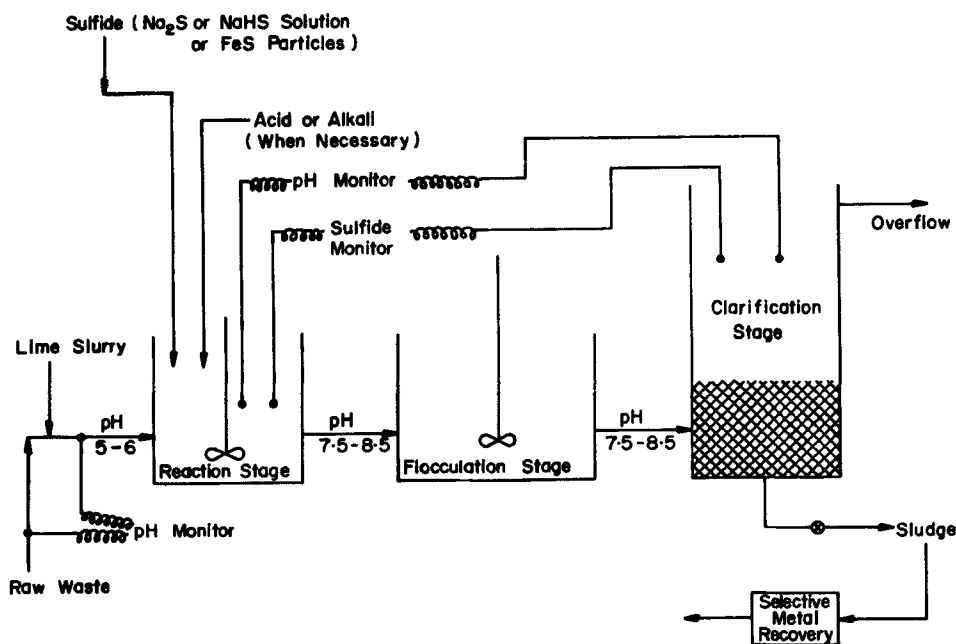 Sulfide (Na₂S or NaHS Solution
or FeS Particles)
Acid or Alkali
(When Necessary)
pH Monitor
Sulfide
Monitor
Overflow
Clarification
Stage
Lime Slurry
pH
5-6
Reaction Stage
pH
7·5-8·5
Flocculation Stage
pH
7·5-8·5
pH Monitor
Raw Waste
Sludge
Selective
Metal
Recovery